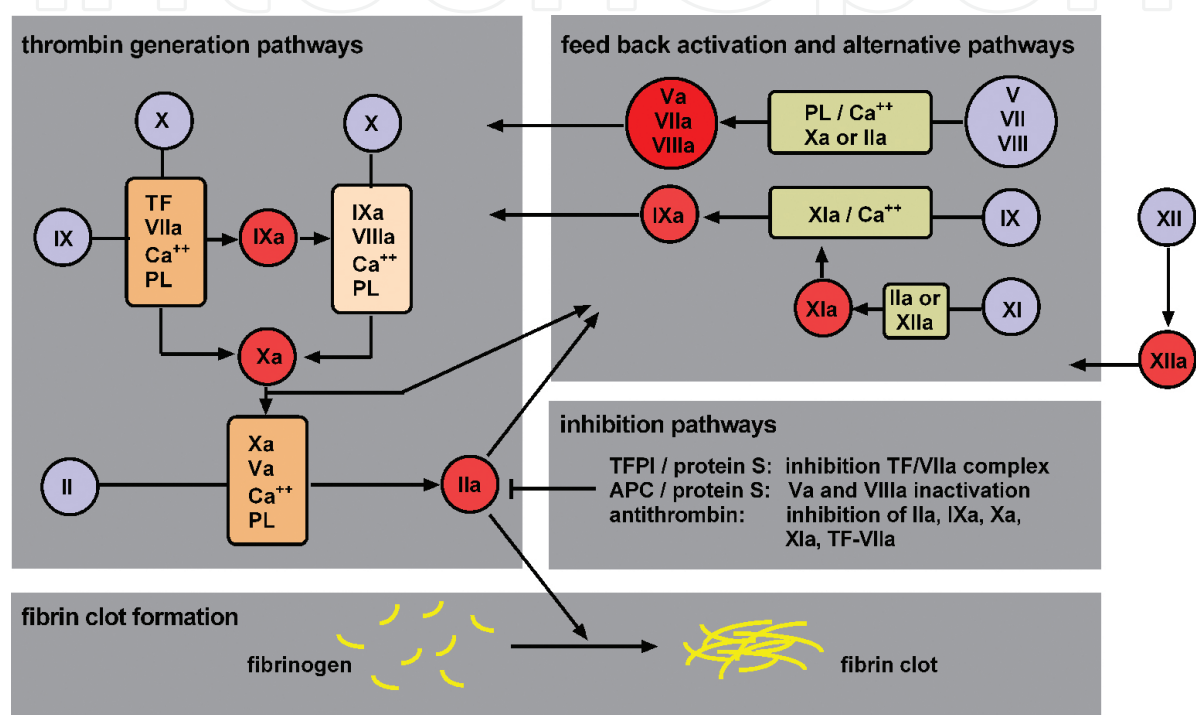 thrombin generation pathways
X
X
IX
TF
VIIa
Ca++
PL
IXa
IXa
VIIIa
Ca++
PL
Xa
II
Xa
Va
Ca++
PL
IIa
feed back activation and alternative pathways
Va
VIIa
VIIIa
PL / Ca++
Xa or IIa
V
VII
VIII
IXa
XIa / Ca++
IX
XIa
IIa or
XIIa
XI
XII
XIIa
inhibition pathways
TFPI / protein S: inhibition TF/VIIa complex
APC / protein S: Va and VIIIa inactivation
antithrombin: inhibition of IIa, IXa, Xa,
XIa, TF-VIIa
fibrin clot formation
fibrinogen
fibrin clot